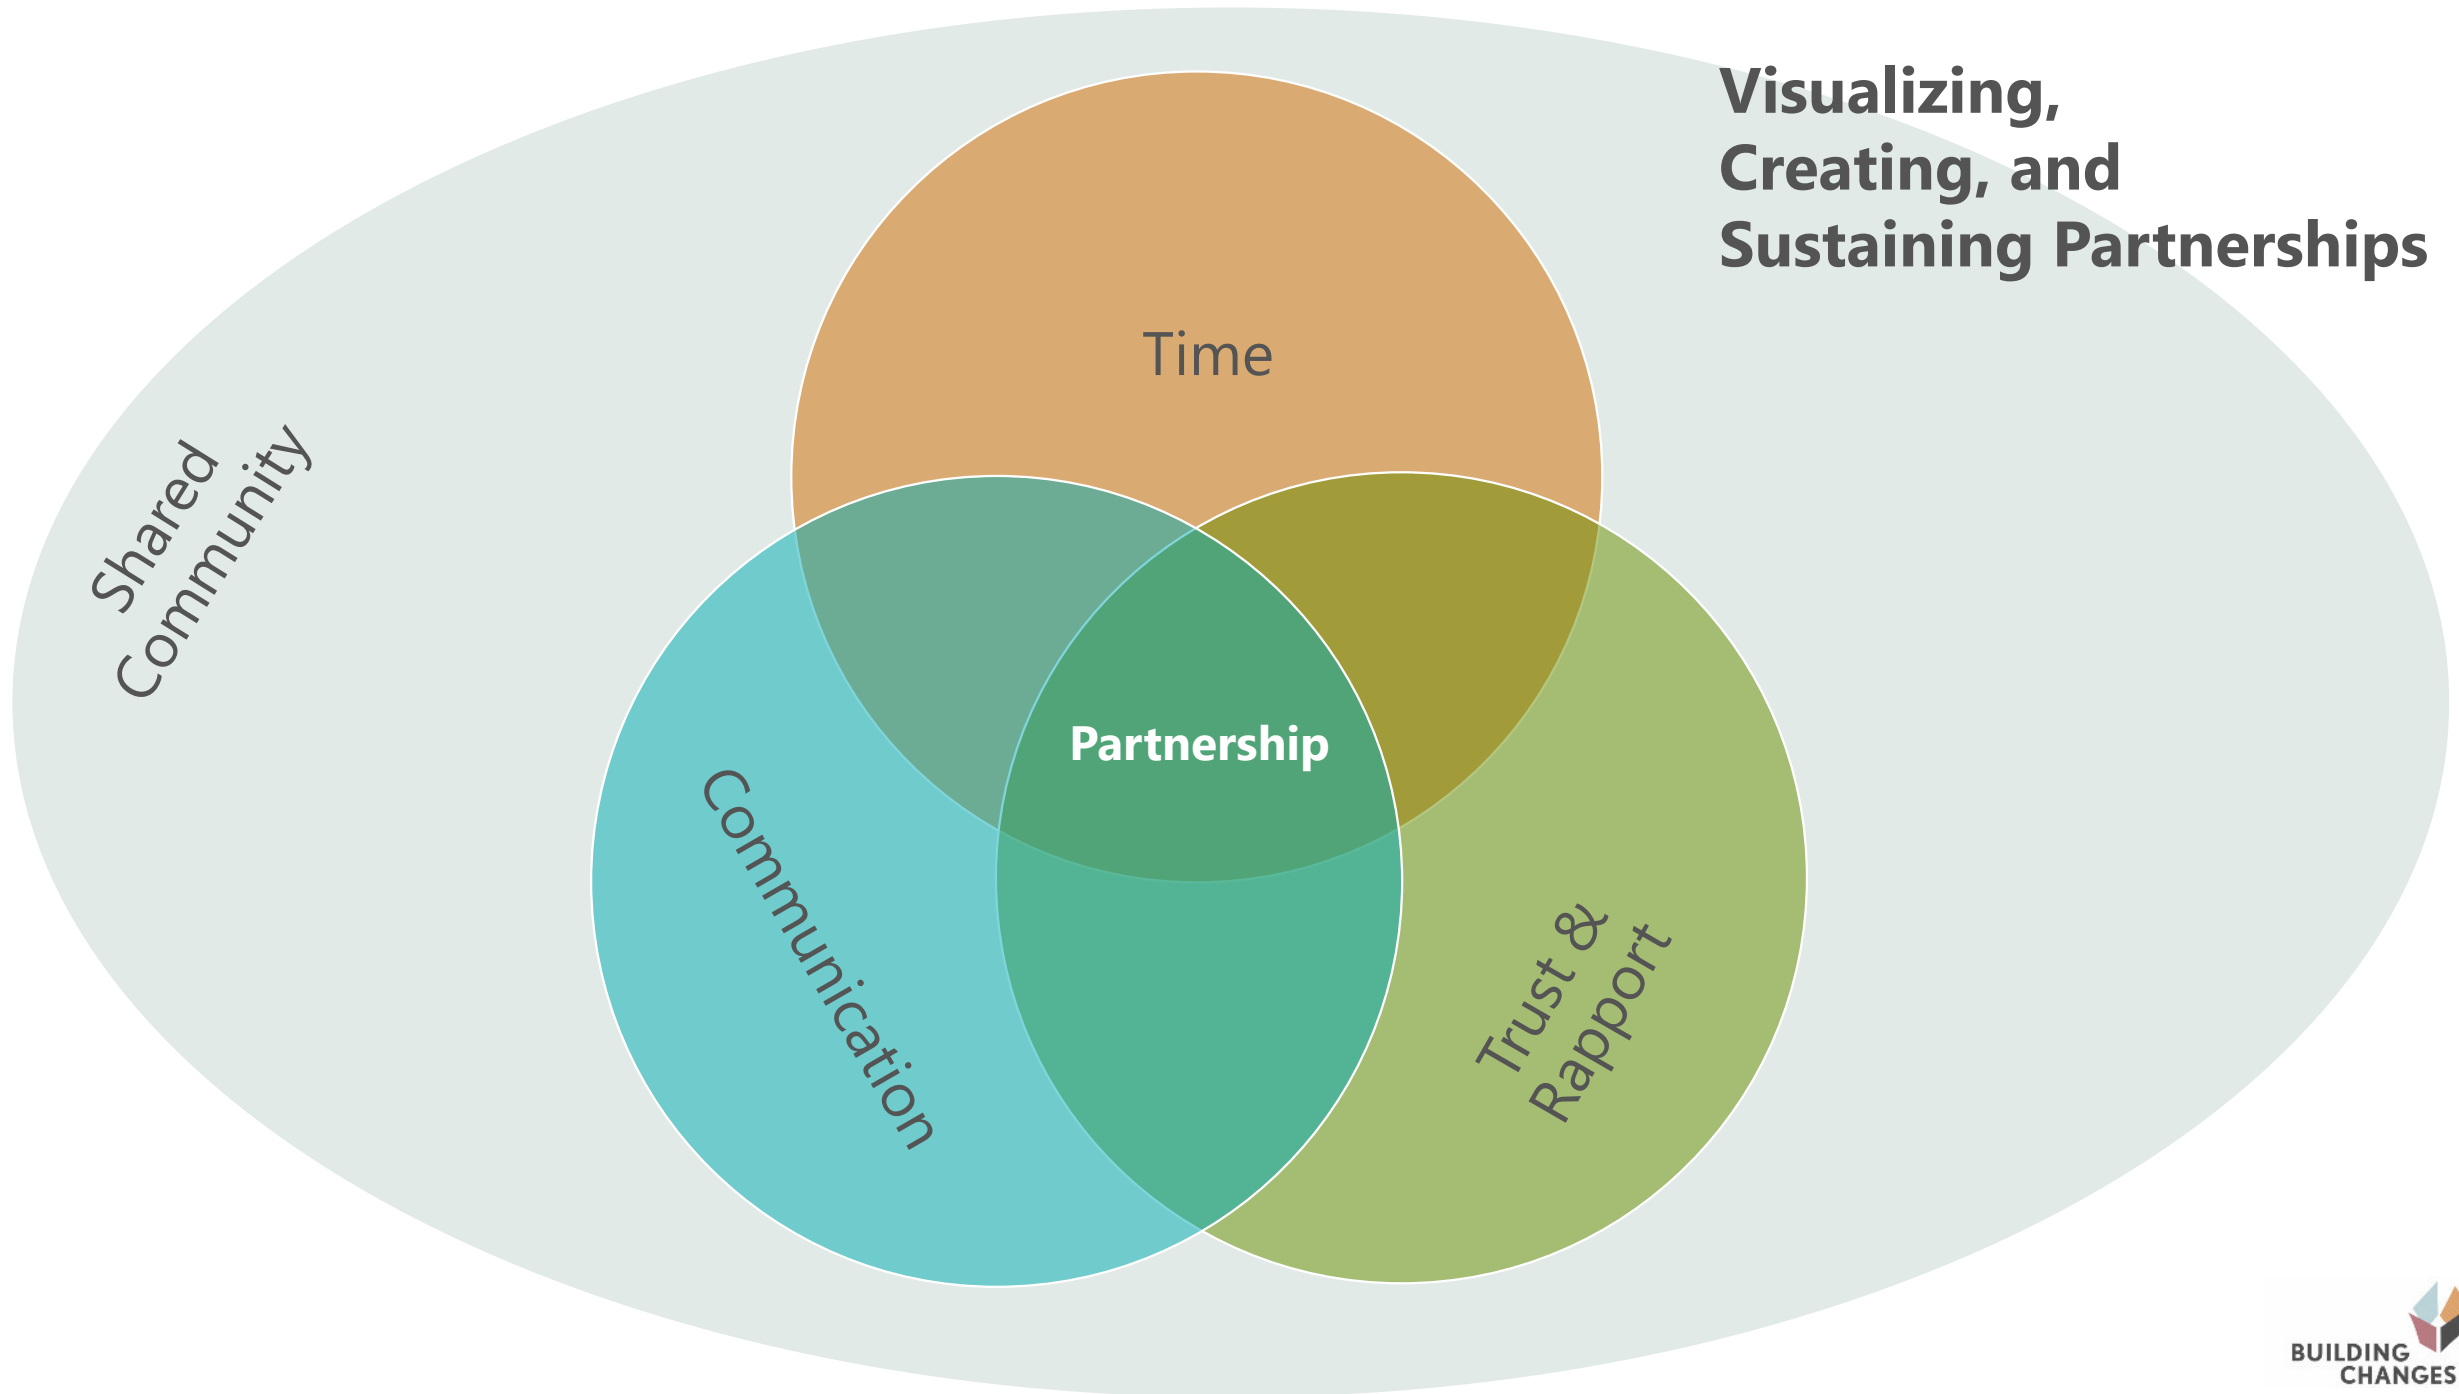 Visualizing,
Creating, and
Sustaining Partnerships
Time
Shared
Community
Partnership
Communication
Trust &
Rapport
BUILDING
CHANGES